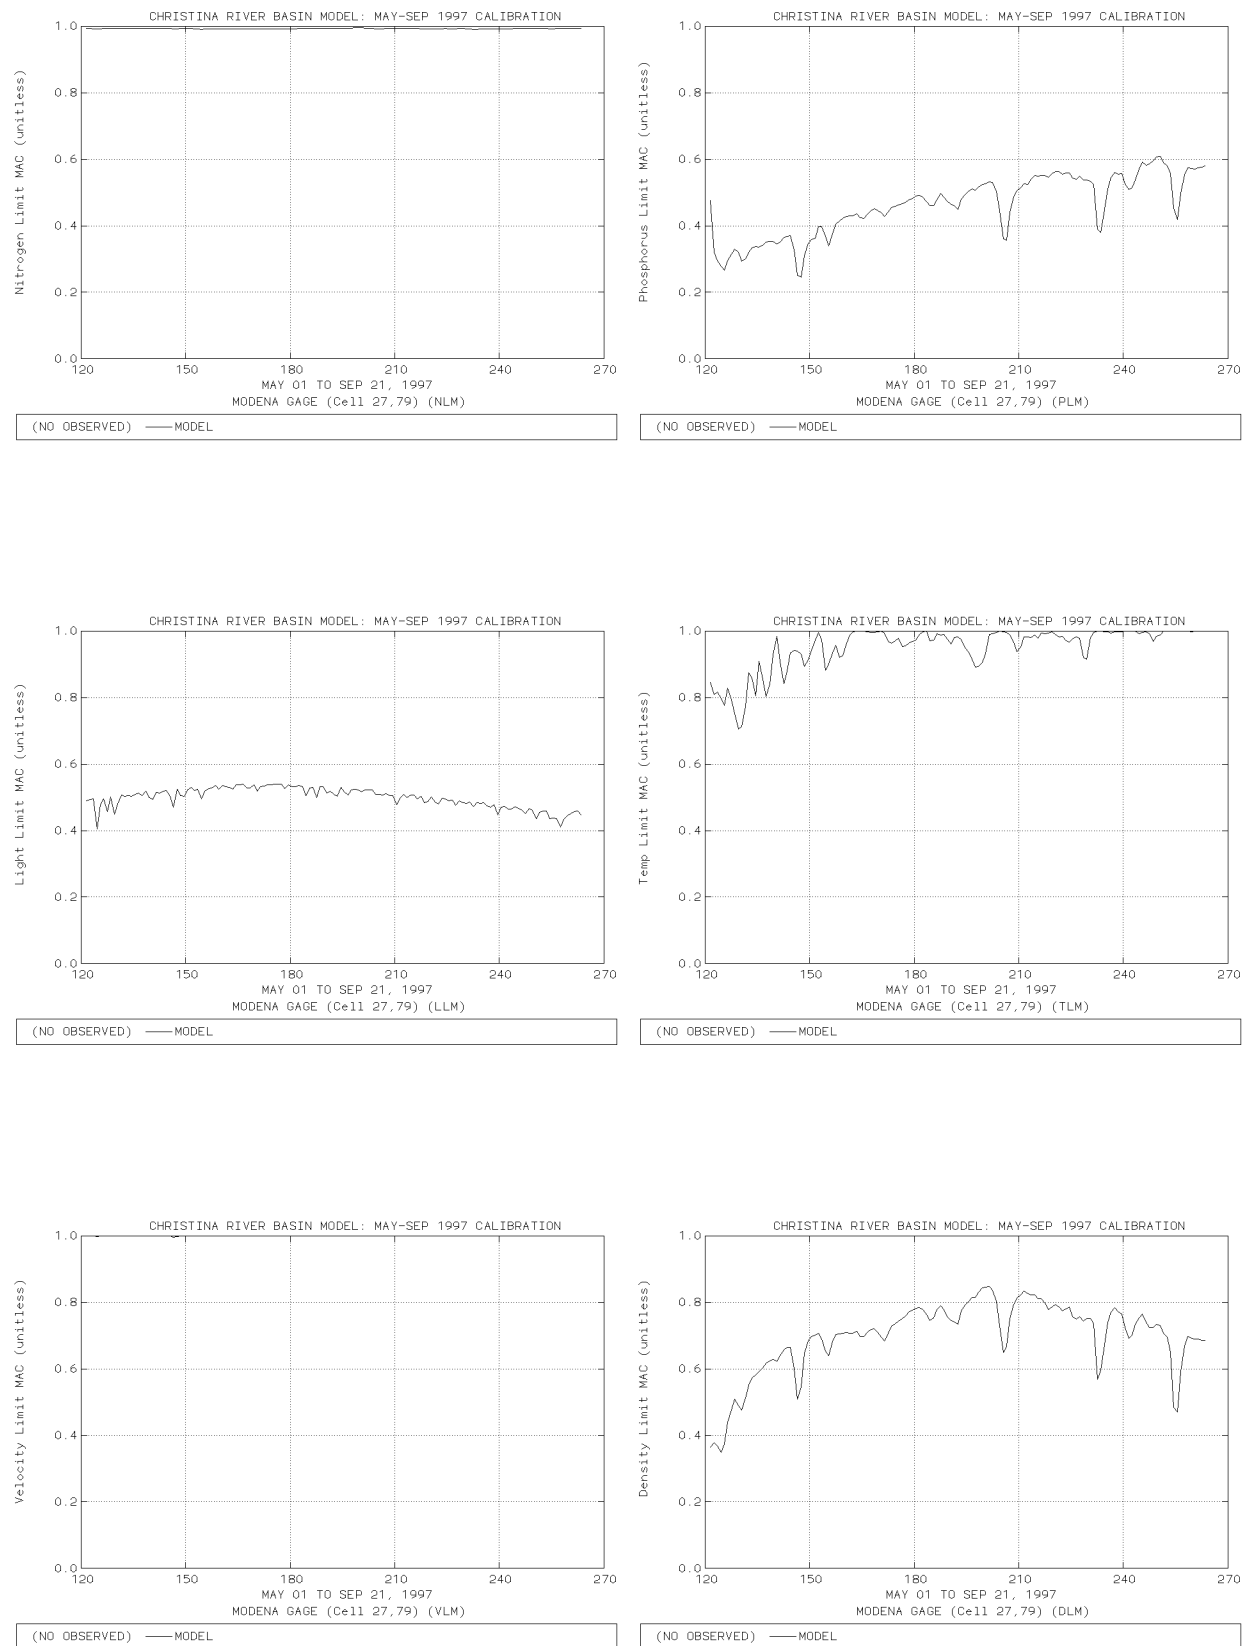 CHRISTINA RIVER BASIN MODEL: MAY-SEP 1997 CALIBRATION
Nitrogen Limit MAC (unitless)
1.0
0.8
0.6
0.4
0.2
0.0
120 150 180 210 240 270
MAY 01 TO SEP 21, 1997
MODENA GAGE (Cell 27,79) (NLM)
(NO OBSERVED) MODEL
CHRISTINA RIVER BASIN MODEL: MAY-SEP 1997 CALIBRATION
Phosphorus Limit MAC (unitless)
1.0
0.8
0.6
0.4
0.2
0.0
120 150 180 210 240 270
MAY 01 TO SEP 21, 1997
MODENA GAGE (Cell 27,79) (PLM)
(NO OBSERVED) MODEL
CHRISTINA RIVER BASIN MODEL: MAY-SEP 1997 CALIBRATION
Light Limit MAC (unitless)
1.0
0.8
0.6
0.4
0.2
0.0
120 150 180 210 240 270
MAY 01 TO SEP 21, 1997
MODENA GAGE (Cell 27,79) (LLM)
(NO OBSERVED) MODEL
CHRISTINA RIVER BASIN MODEL: MAY-SEP 1997 CALIBRATION
Temp Limit MAC (unitless)
1.0
0.8
0.6
0.4
0.2
0.0
120 150 180 210 240 270
MAY 01 TO SEP 21, 1997
MODENA GAGE (Cell 27,79) (TLM)
(NO OBSERVED) MODEL
CHRISTINA RIVER BASIN MODEL: MAY-SEP 1997 CALIBRATION
Velocity Limit MAC (unitless)
1.0
0.8
0.6
0.4
0.2
0.0
120 150 180 210 240 270
MAY 01 TO SEP 21, 1997
MODENA GAGE (Cell 27,79) (VLM)
(NO OBSERVED) MODEL
CHRISTINA RIVER BASIN MODEL: MAY-SEP 1997 CALIBRATION
Density Limit MAC (unitless)
1.0
0.8
0.6
0.4
0.2
0.0
120 150 180 210 240 270
MAY 01 TO SEP 21, 1997
MODENA GAGE (Cell 27,79) (DLM)
(NO OBSERVED) MODEL